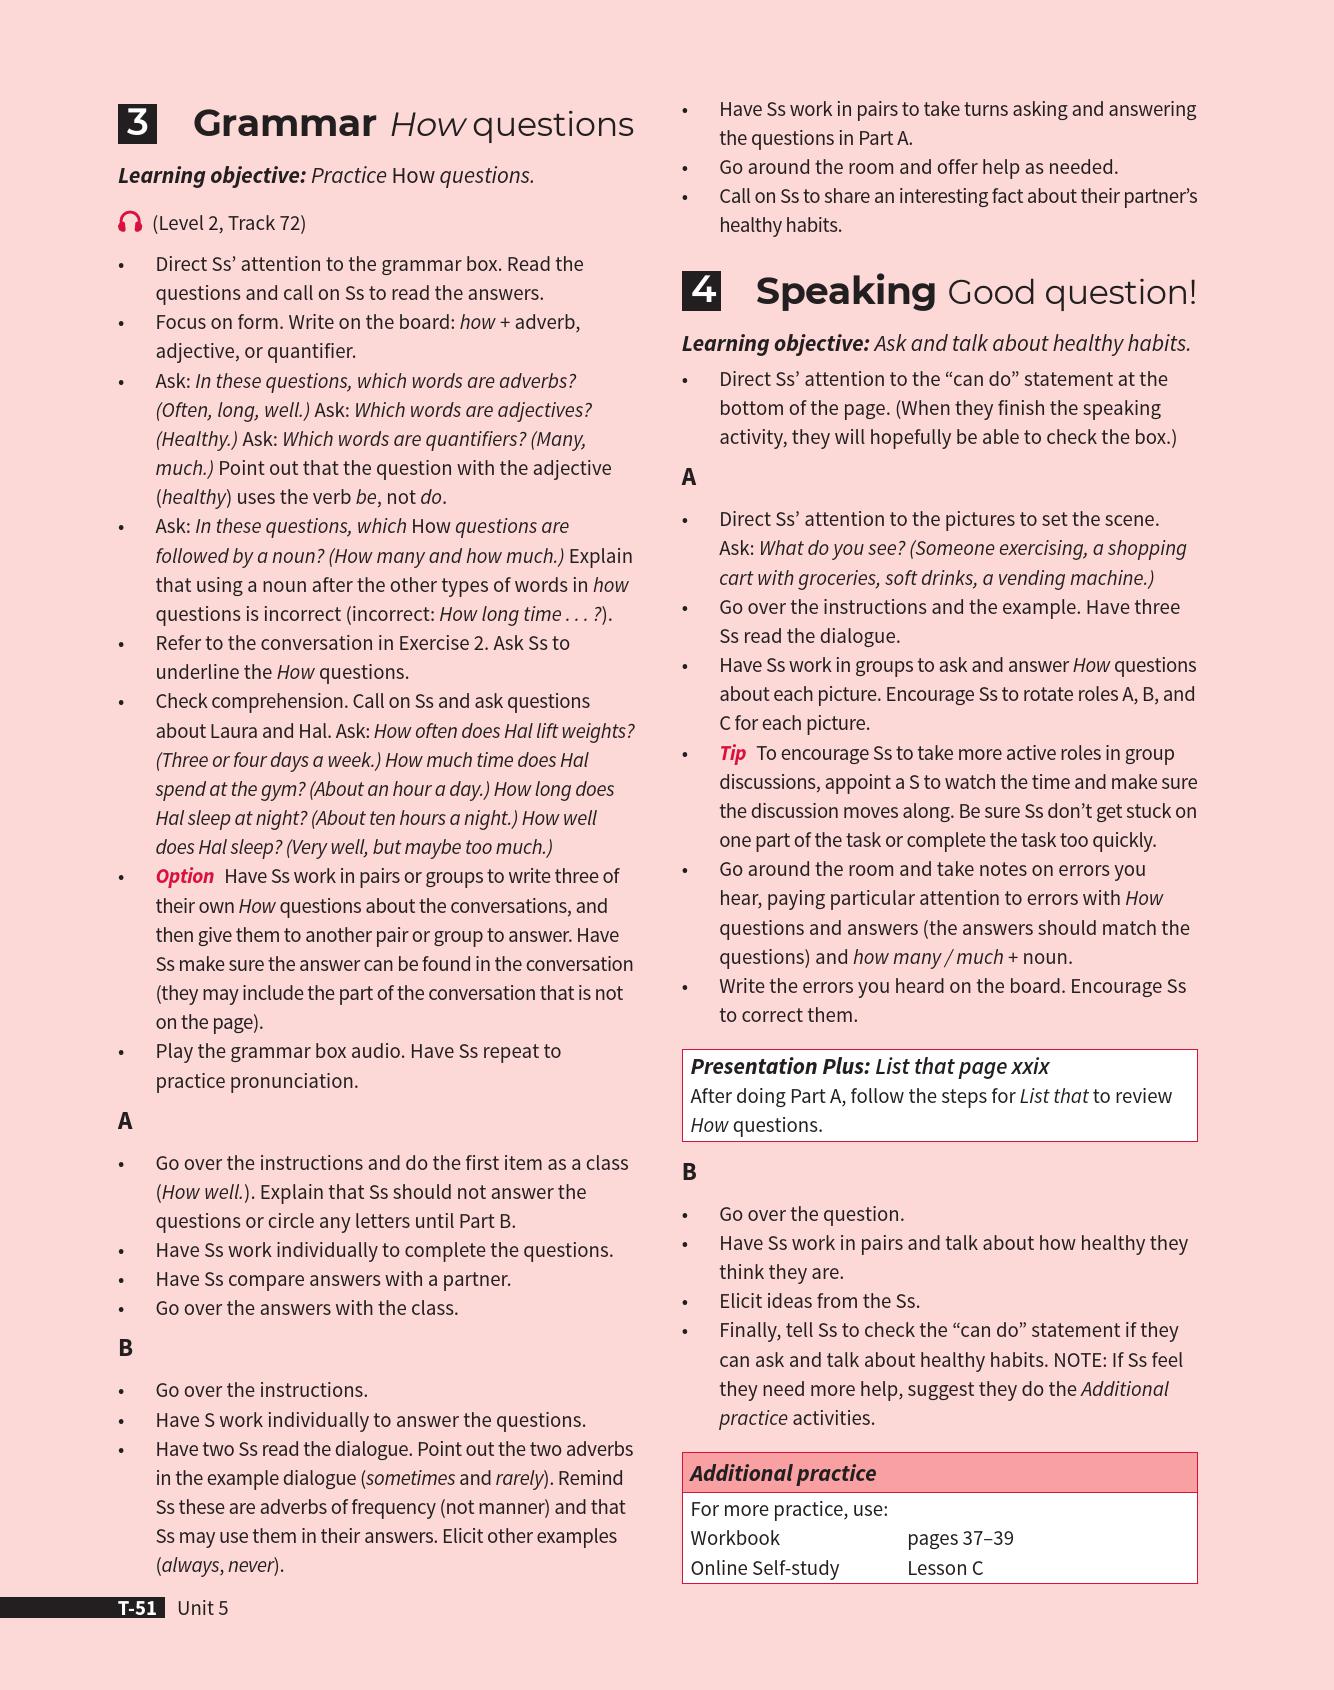 3 Grammar How questions
Learning objective: Practice How questions.
(Level 2, Track 72)
• Direct Ss’ attention to the grammar box. Read the
questions and call on Ss to read the answers.
• Focus on form. Write on the board: how + adverb,
adjective, or quantifier.
• Ask: In these questions, which words are adverbs?
(Often, long, well.) Ask: Which words are adjectives?
(Healthy.) Ask: Which words are quantifiers? (Many,
much.) Point out that the question with the adjective
(healthy) uses the verb be, not do.
• Ask: In these questions, which How questions are
followed by a noun? (How many and how much.) Explain
that using a noun after the other types of words in how
questions is incorrect (incorrect: How long time . . . ?).
• Refer to the conversation in Exercise 2. Ask Ss to
underline the How questions.
• Check comprehension. Call on Ss and ask questions
about Laura and Hal. Ask: How often does Hal lift weights?
(Three or four days a week.) How much time does Hal
spend at the gym? (About an hour a day.) How long does
Hal sleep at night? (About ten hours a night.) How well
does Hal sleep? (Very well, but maybe too much.)
• Option Have Ss work in pairs or groups to write three of
their own How questions about the conversations, and
then give them to another pair or group to answer. Have
Ss make sure the answer can be found in the conversation
(they may include the part of the conversation that is not
on the page).
• Play the grammar box audio. Have Ss repeat to
practice pronunciation.
A
• Go over the instructions and do the first item as a class
(How well.). Explain that Ss should not answer the
questions or circle any letters until Part B.
• Have Ss work individually to complete the questions.
• Have Ss compare answers with a partner.
• Go over the answers with the class.
B
• Go over the instructions.
• Have S work individually to answer the questions.
• Have two Ss read the dialogue. Point out the two adverbs
in the example dialogue (sometimes and rarely). Remind
Ss these are adverbs of frequency (not manner) and that
Ss may use them in their answers. Elicit other examples
(always, never).
• Have Ss work in pairs to take turns asking and answering
the questions in Part A.
• Go around the room and offer help as needed.
• Call on Ss to share an interesting fact about their partner’s
healthy habits.
4 Speaking Good question!
Learning objective: Ask and talk about healthy habits.
• Direct Ss’ attention to the “can do” statement at the
bottom of the page. (When they finish the speaking
activity, they will hopefully be able to check the box.)
A
• Direct Ss’ attention to the pictures to set the scene.
Ask: What do you see? (Someone exercising, a shopping
cart with groceries, soft drinks, a vending machine.)
• Go over the instructions and the example. Have three
Ss read the dialogue.
• Have Ss work in groups to ask and answer How questions
about each picture. Encourage Ss to rotate roles A, B, and
C for each picture.
• Tip To encourage Ss to take more active roles in group
discussions, appoint a S to watch the time and make sure
the discussion moves along. Be sure Ss don’t get stuck on
one part of the task or complete the task too quickly.
• Go around the room and take notes on errors you
hear, paying particular attention to errors with How
questions and answers (the answers should match the
questions) and how many / much + noun.
• Write the errors you heard on the board. Encourage Ss
to correct them.
Presentation Plus: List that page xxix
After doing Part A, follow the steps for List that to review
How questions.
B
• Go over the question.
• Have Ss work in pairs and talk about how healthy they
think they are.
• Elicit ideas from the Ss.
• Finally, tell Ss to check the “can do” statement if they
can ask and talk about healthy habits. NOTE: If Ss feel
they need more help, suggest they do the Additional
practice activities.
Additional practice
For more practice, use:
Workbook pages 37–39
Online Self-study Lesson C
T-51 Unit 5